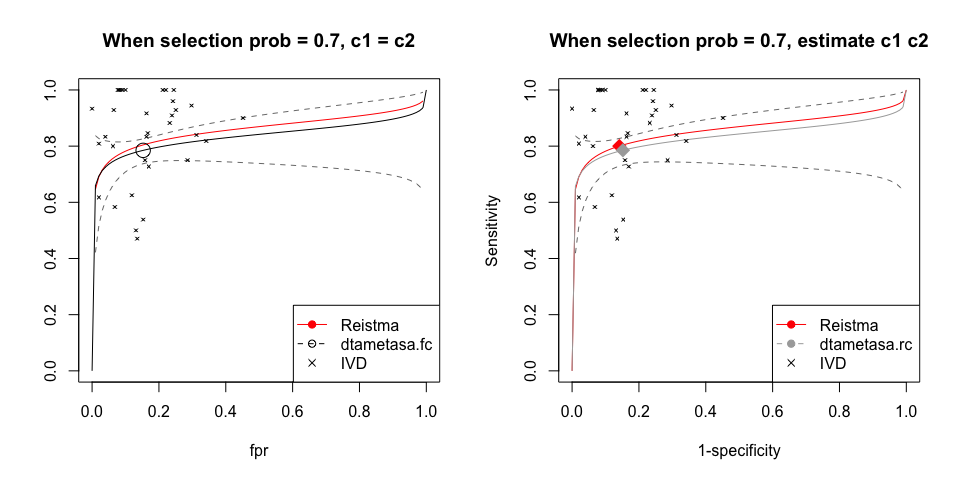 When selection prob = 0.7, c1 = c2
1.0
0.8
0.6
0.4
0.2
0.0
Reistma
dtametasa.fc
IVD
0.0 0.2 0.4 0.6 0.8 1.0
fpr
When selection prob = 0.7, estimate c1 c2
Sensitivity
1.0
0.8
0.6
0.4
0.2
0.0
Reistma
dtametasa.rc
IVD
0.0 0.2 0.4 0.6 0.8 1.0
1-specificity